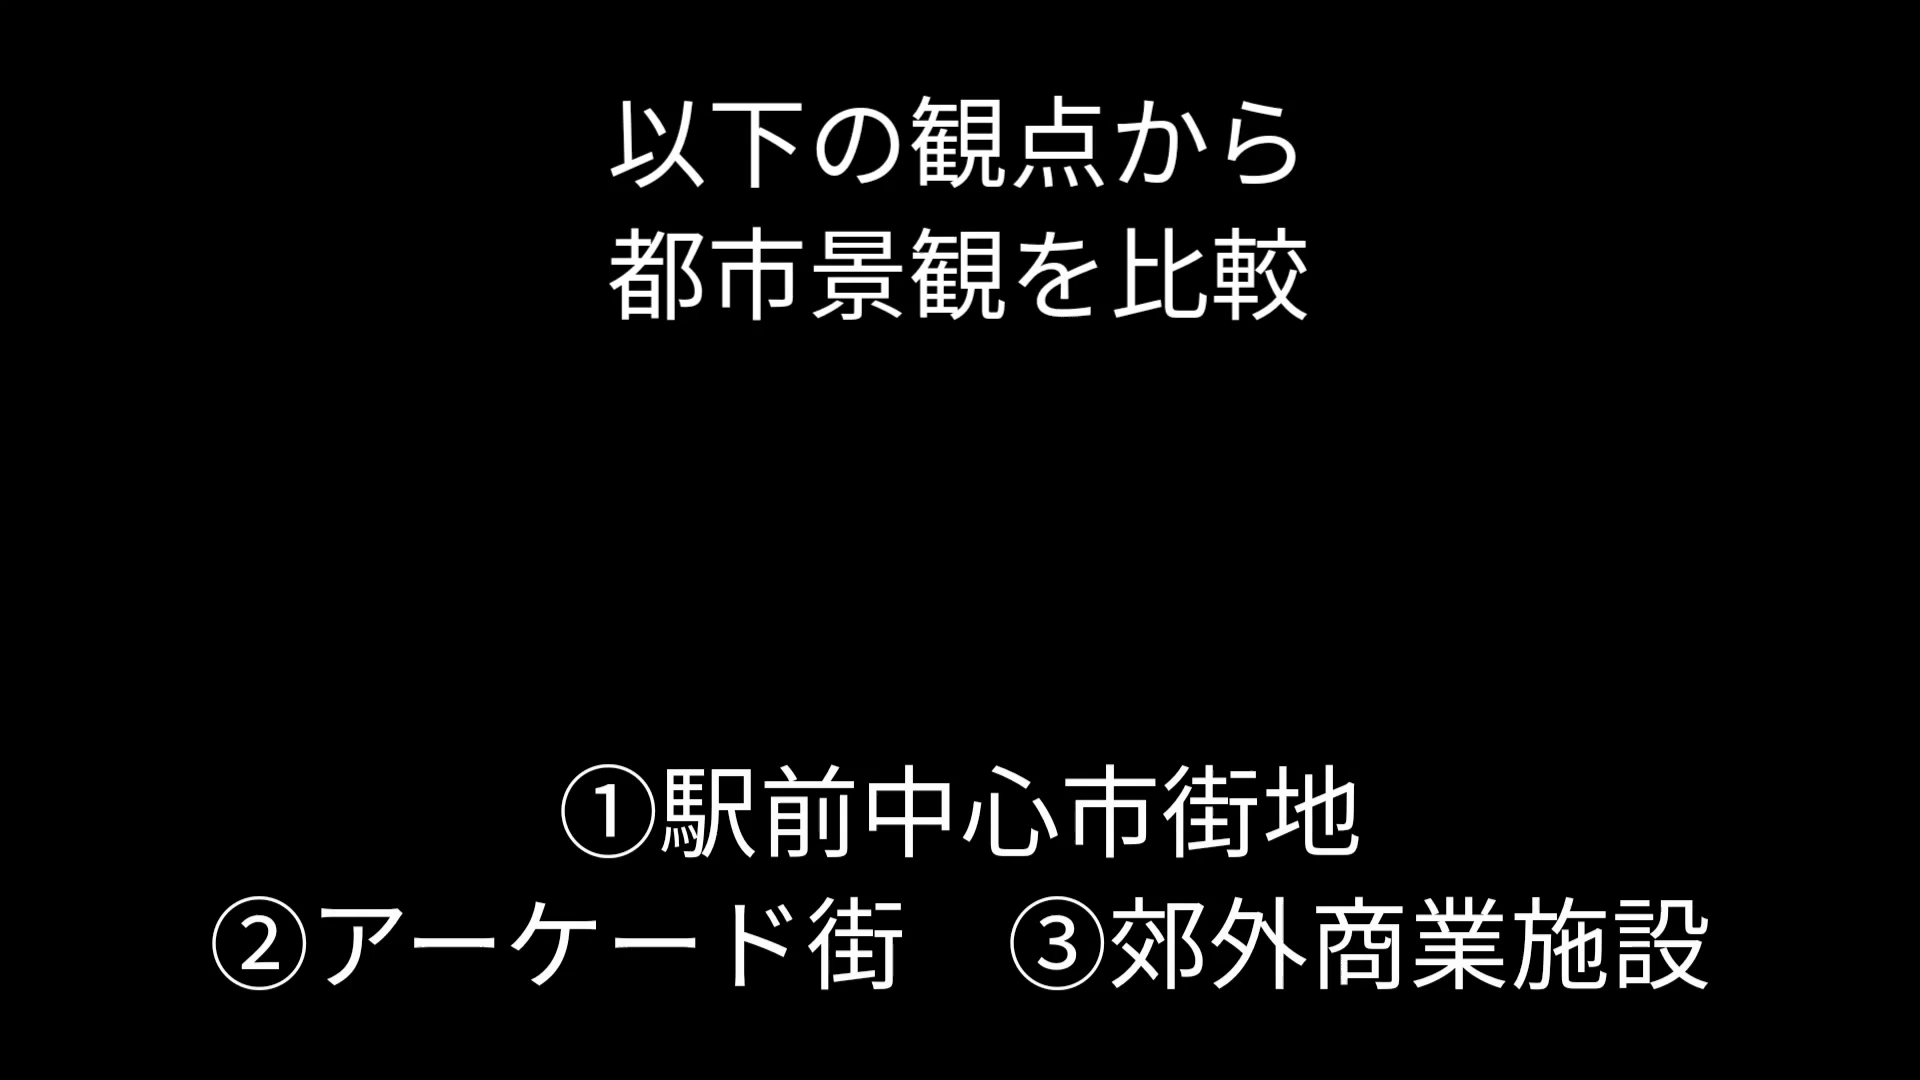 以下の観点から
都市景観を比較
①駅前中心市街地
②アーケード街　③郊外商業施設